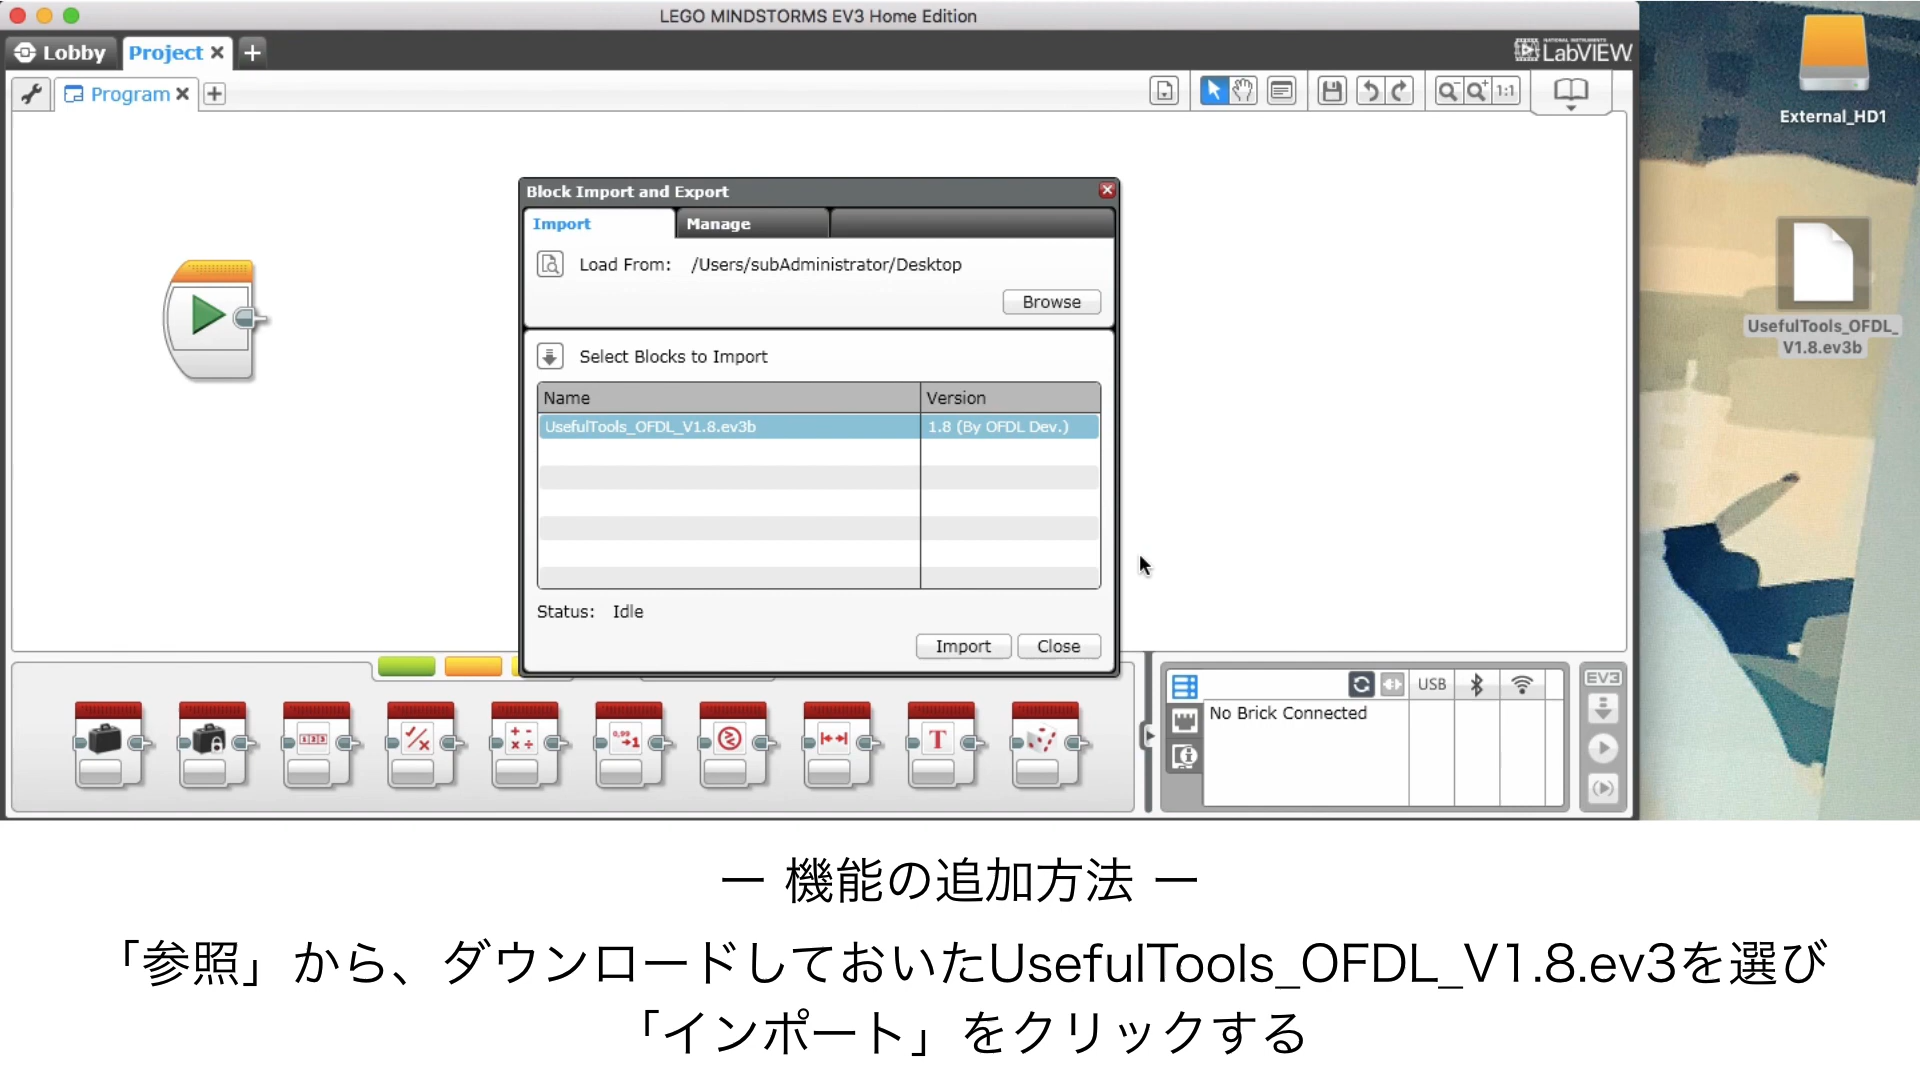 LEGO MINDSTORMS EV3 Home Edition
Lobby
Project
NATIONAL INSTRUMENTS
LabVIEW
Program
1:1
External_HD1
Block Import and Export
Import
Manage
Load From: /Users/subAdministrator/Desktop
Browse
Select Blocks to Import
Name Version
UsefulTools_OFDL_V1.8.ev3b 1.8 (By OFDL Dev.)
Status: Idle
Import Close
UsefulTools_OFDL_
V1.8.ev3b
USB
No Brick Connected
EV3
T
ー 機能の追加方法 ー
「参照」から、ダウンロードしておいたUsefulTools_OFDL_V1.8.ev3を選び
「インポート」をクリックする